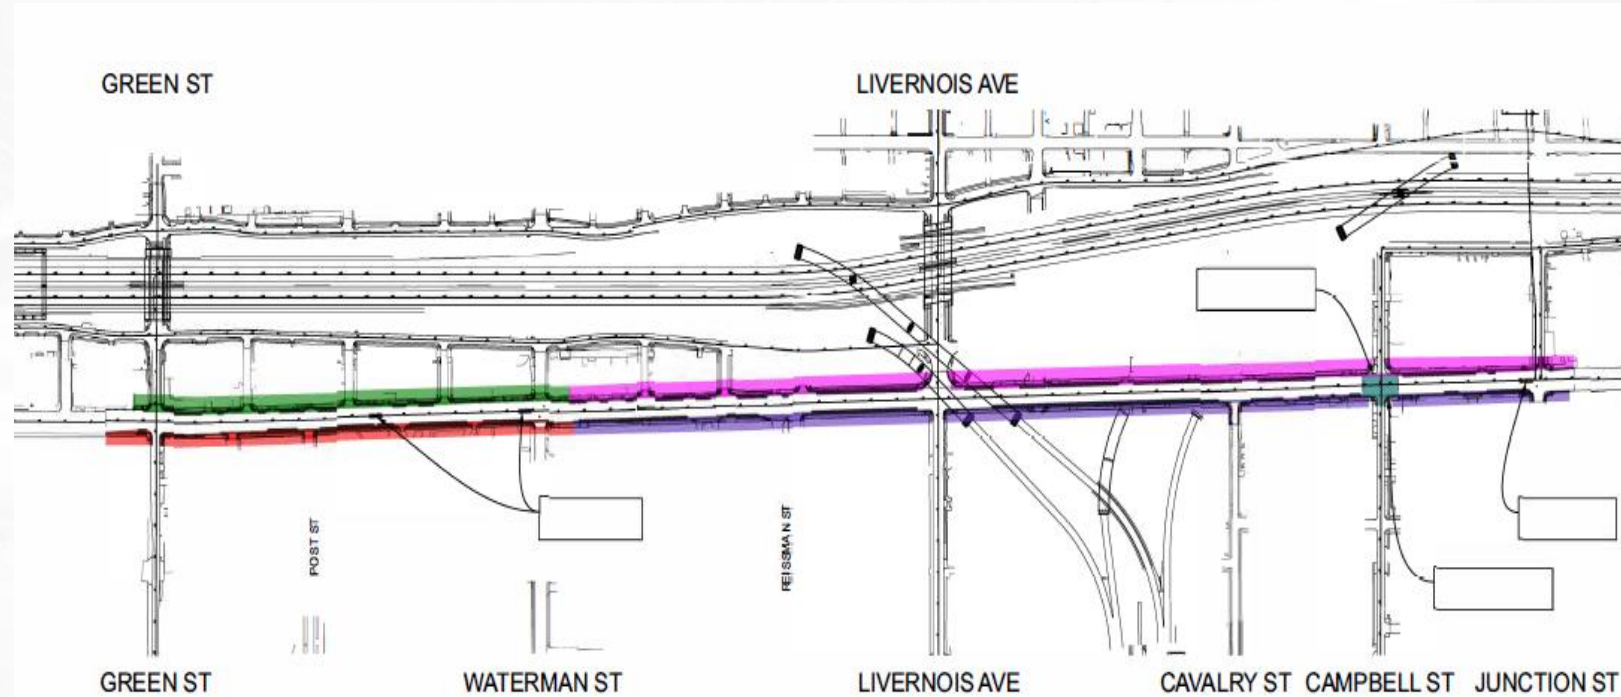 GREEN ST
LIVERNOIS AVE
POST ST
REISSMAN ST
GREEN ST
WATERMAN ST
LIVERNOIS AVE
CAVALRY ST
CAMPBELL ST
JUNCTION ST